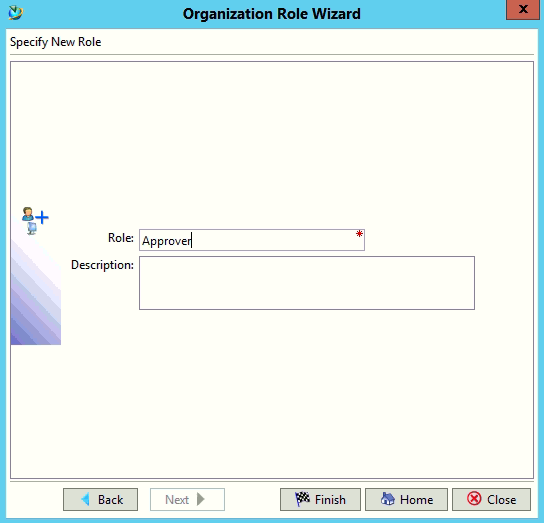 Organization Role Wizard
x
Specify New Role
Role: Approver *
Description:
Back Next Finish Home Close